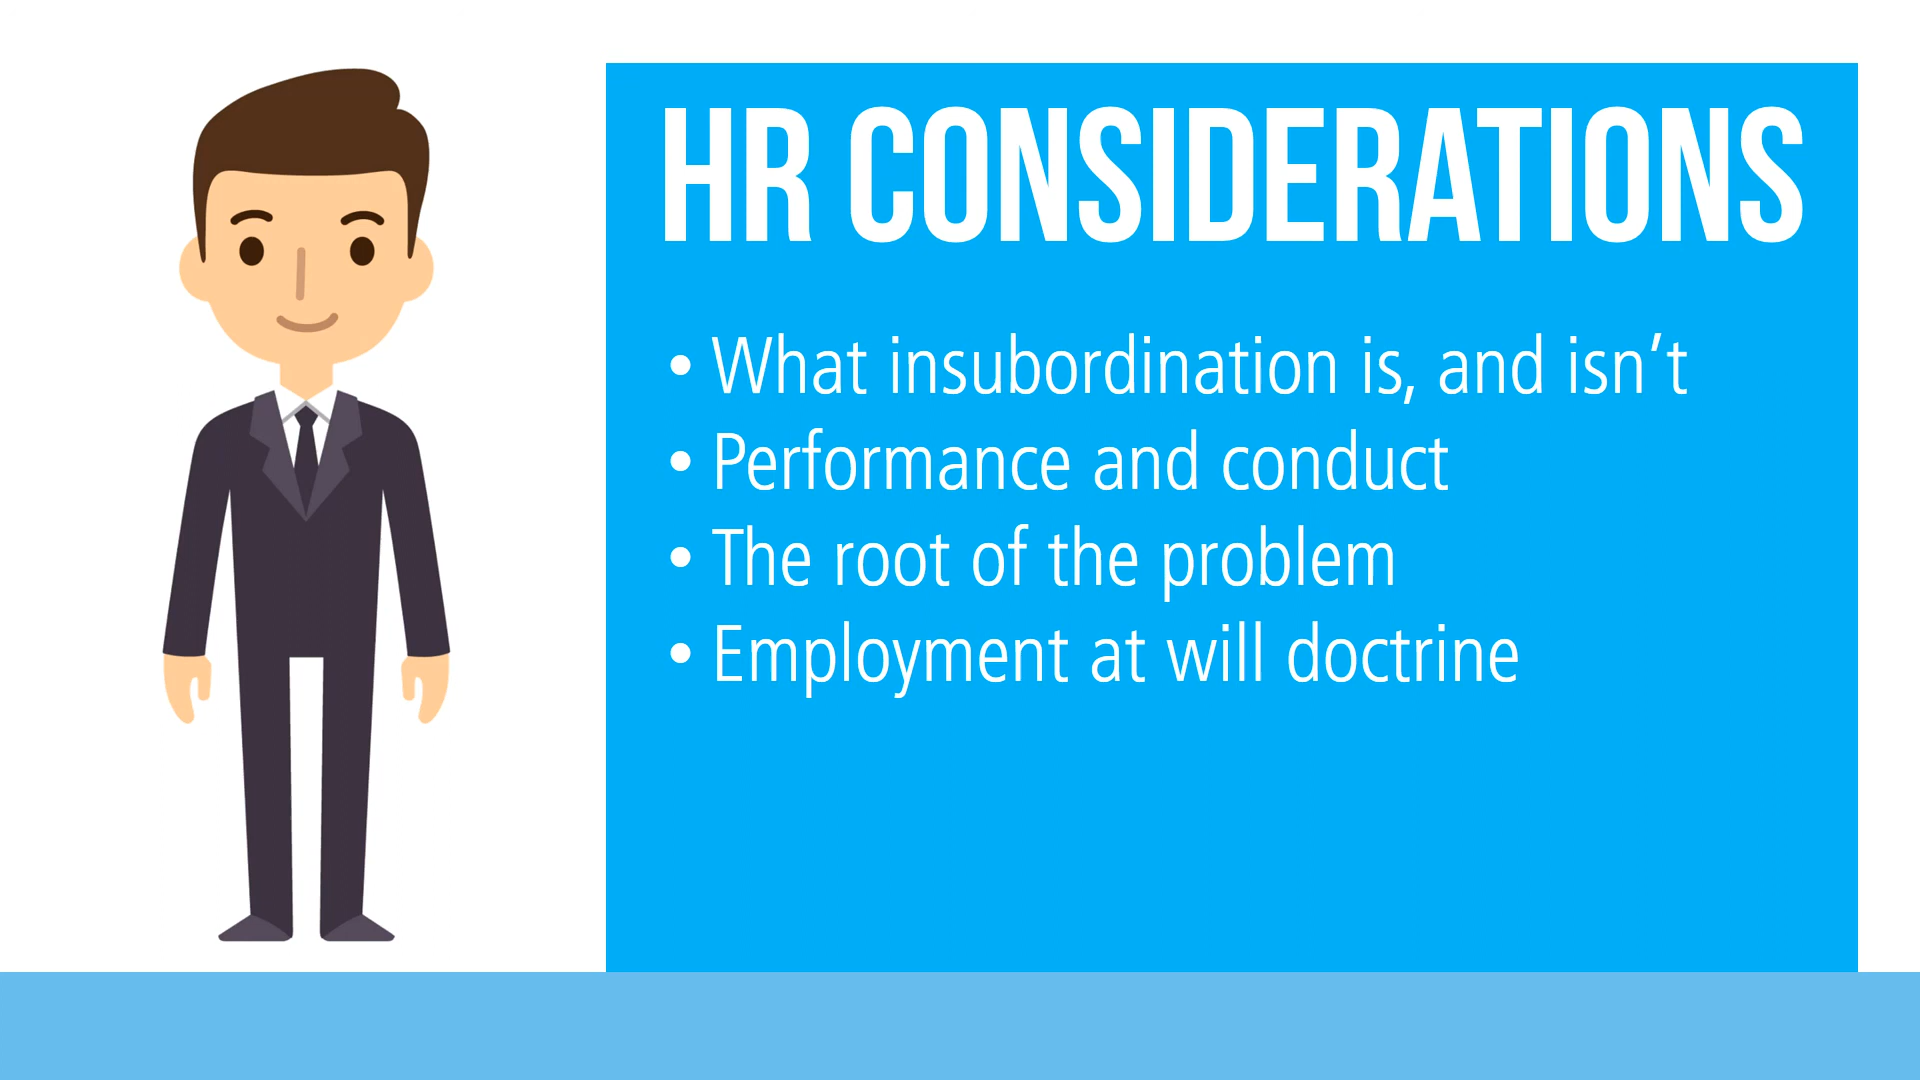 HR CONSIDERATIONS
• What insubordination is, and isn’t
• Performance and conduct
• The root of the problem
• Employment at will doctrine